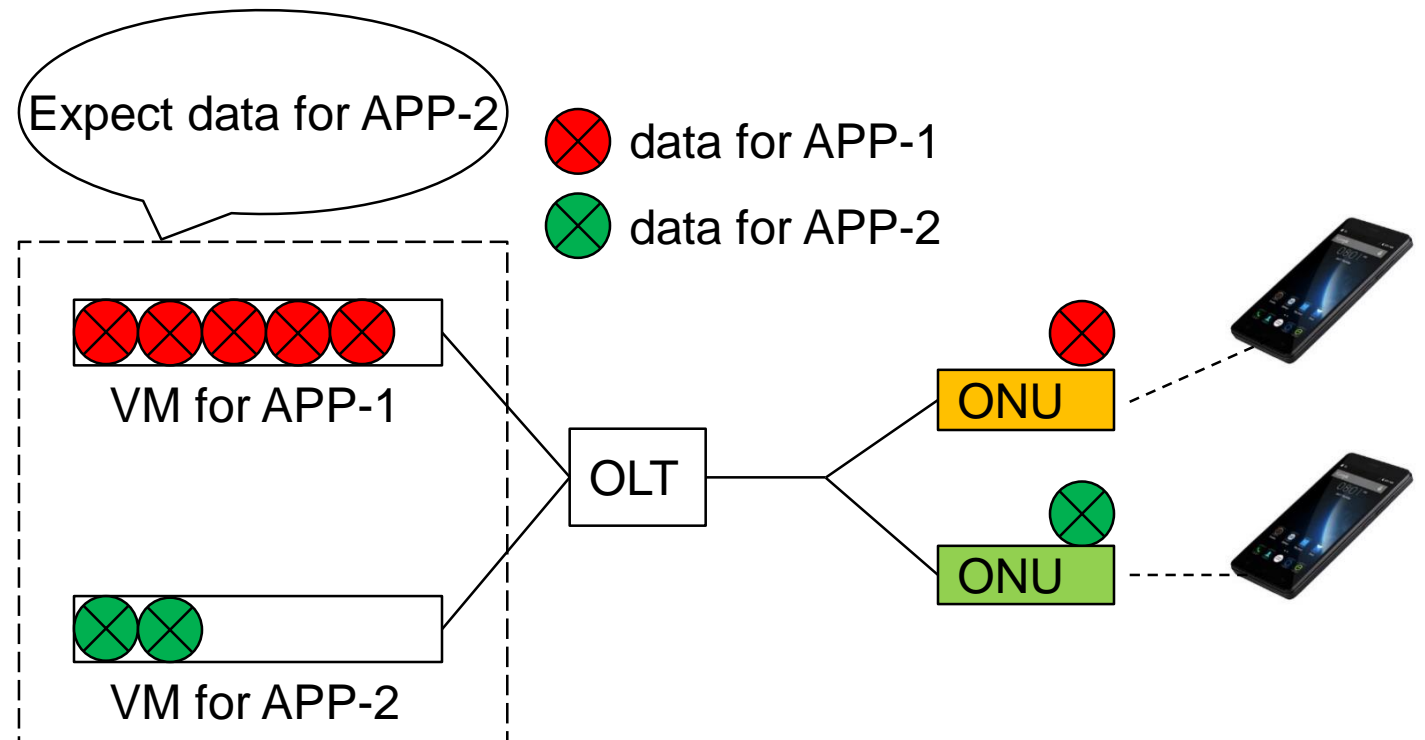 Expect data for APP-2
data for APP-1
data for APP-2
VM for APP-1
OLT
ONU
ONU
VM for APP-2